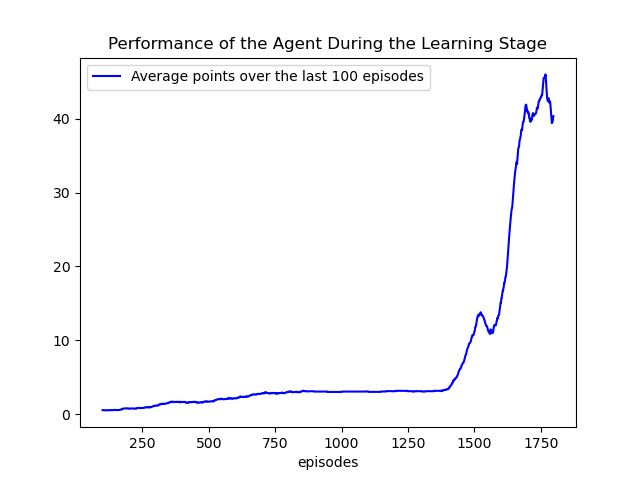 Performance of the Agent During the Learning Stage
Average points over the last 100 episodes
40
30
20
10
0
250 500 750 1000 1250 1500 1750
episodes